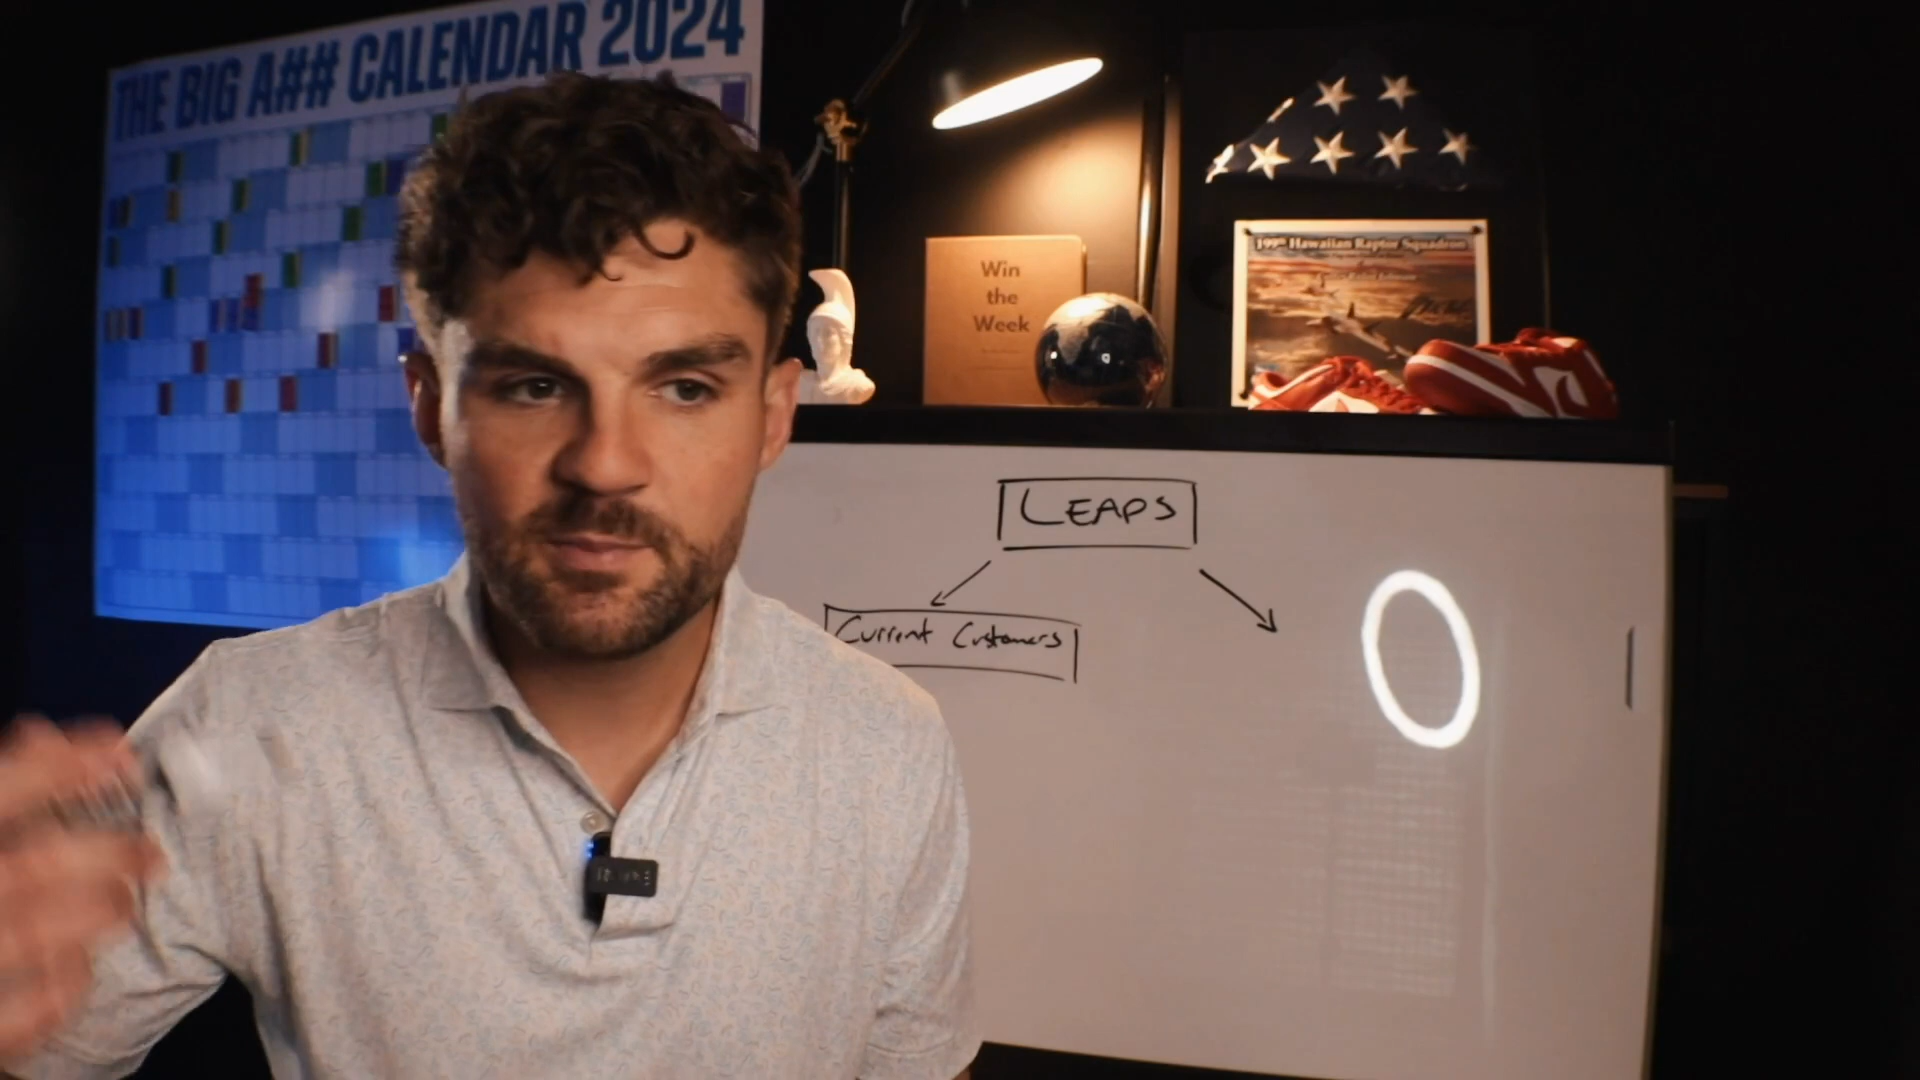 THE BIG A## CALENDAR 2024
Win
the
Week
199th Hawaiian Raptor Squadron
LEAPS
Current Customers